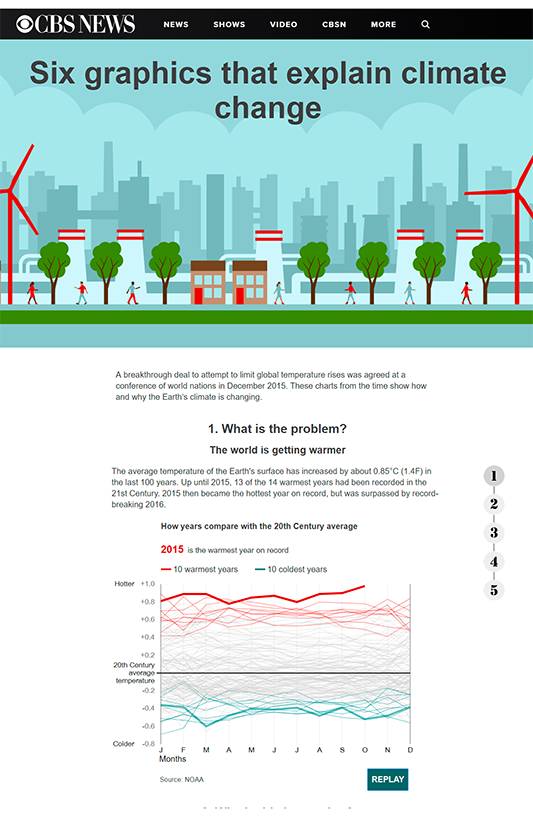 CBS NEWS NEWS SHOWS VIDEO CBSN MORE
Six graphics that explain climate
change
A breakthrough deal to attempt to limit global temperature rises was agreed at a
conference of world nations in December 2015. These charts from the time show how
and why the Earth's climate is changing.
1. What is the problem?
The world is getting warmer
The average temperature of the Earth's surface has increased by about 0.85°C (1.4F) in
the last 100 years. Up until 2015, 13 of the 14 warmest years had been recorded in the
21st Century. 2015 then became the hottest year on record, but was surpassed by record-
breaking 2016.
1
2
3
4
5
How years compare with the 20th Century average
2015 is the warmest year on record
10 warmest years 10 coldest years
Hotter +1.0
+0.8
+0.6
+0.4
+0.2
20th Century
average
temperature
-0.2
-0.4
-0.6
Colder -0.8
J F M A M J J A S O N D
Months
Source: NOAA
REPLAY